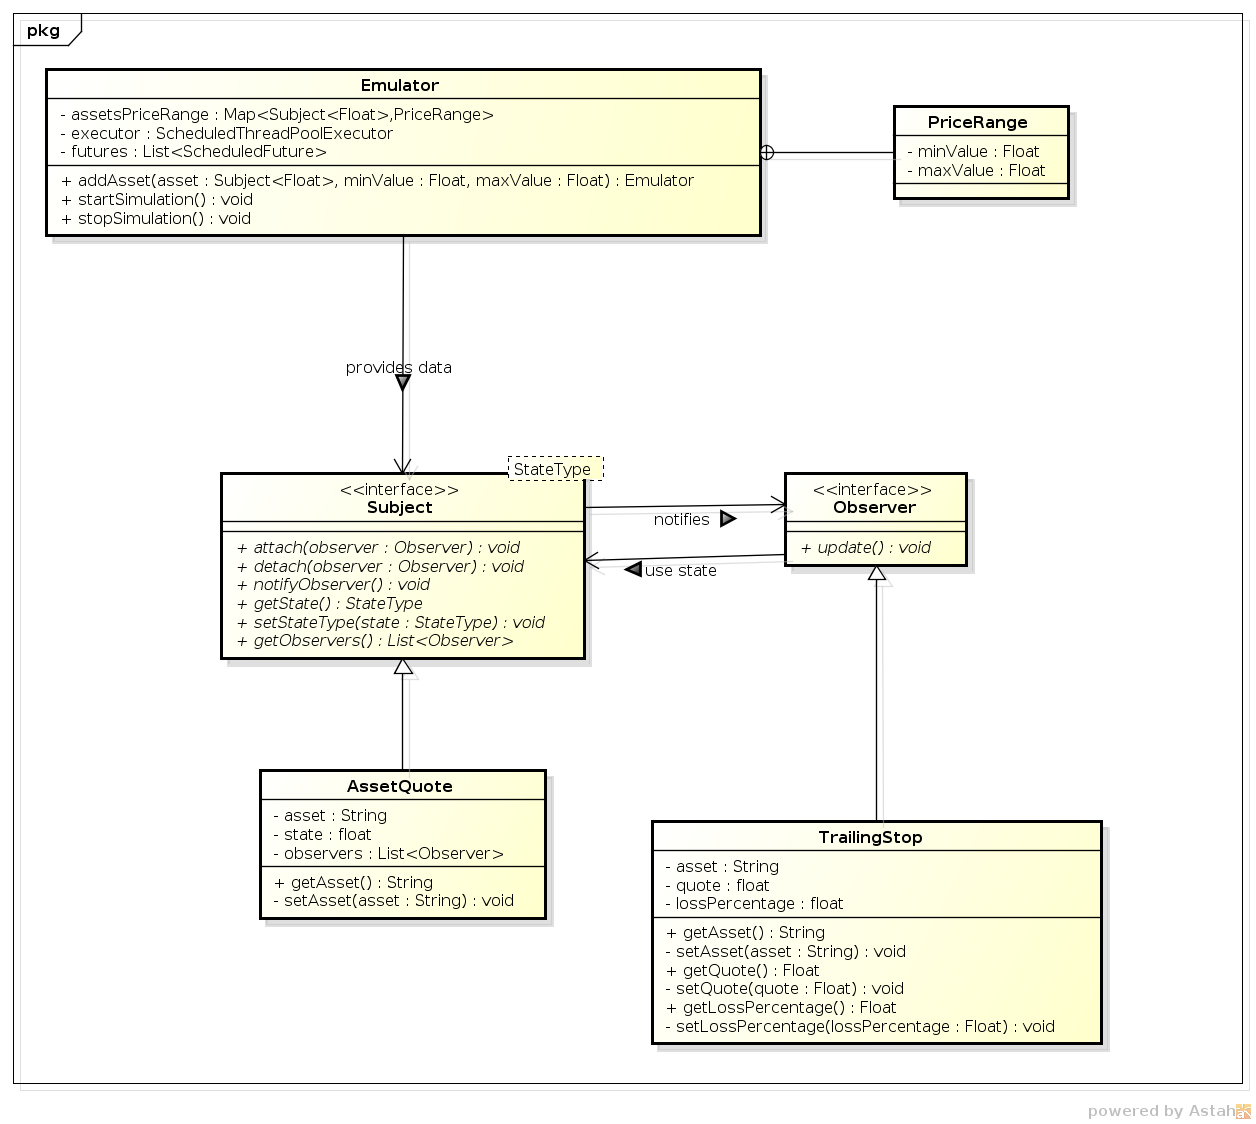 pkg
Emulator
- assetsPriceRange : Map<Subject<Float>,PriceRange>
- executor : ScheduledThreadPoolExecutor
- futures : List<ScheduledFuture>
+ addAsset(asset : Subject<Float>, minValue : Float, maxValue : Float) : Emulator
+ startSimulation() : void
+ stopSimulation() : void
PriceRange
- minValue : Float
- maxValue : Float
provides data
StateType
<<interface>>
Subject
+ attach(observer : Observer) : void
+ detach(observer : Observer) : void
+ notifyObserver() : void
+ getState() : StateType
+ setStateType(state : StateType) : void
+ getObservers() : List<Observer>
notifies
use state
<<interface>>
Observer
+ update() : void
AssetQuote
- asset : String
- state : float
- observers : List<Observer>
+ getAsset() : String
- setAsset(asset : String) : void
TrailingStop
- asset : String
- quote : float
- lossPercentage : float
+ getAsset() : String
- setAsset(asset : String) : void
+ getQuote() : Float
- setQuote(quote : Float) : void
+ getLossPercentage() : Float
- setLossPercentage(lossPercentage : Float) : void
powered by Astah